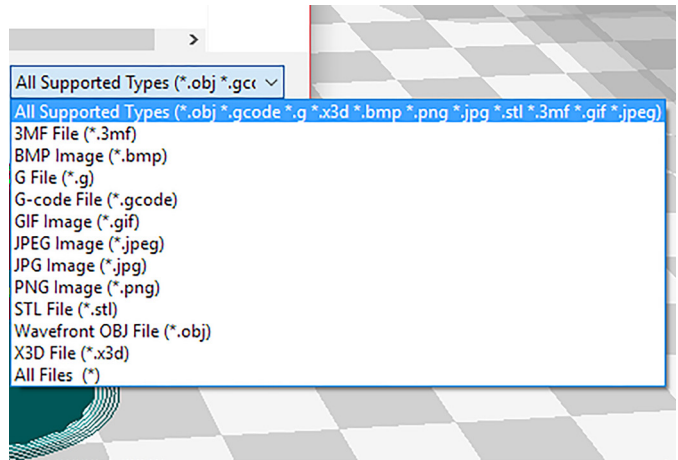 All Supported Types (*.obj *.gcc
All Supported Types (*.obj *.gcode *.g *.x3d *.bmp *.png *.jpg *.stl *.3mf *.gif *.jpeg)
3MF File (*.3mf)
BMP Image (*.bmp)
G File (*.g)
G-code File (*.gcode)
GIF Image (*.gif)
JPEG Image (*.jpeg)
JPG Image (*.jpg)
PNG Image (*.png)
STL File (*.stl)
Wavefront OBJ File (*.obj)
X3D File (*.x3d)
All Files (*)